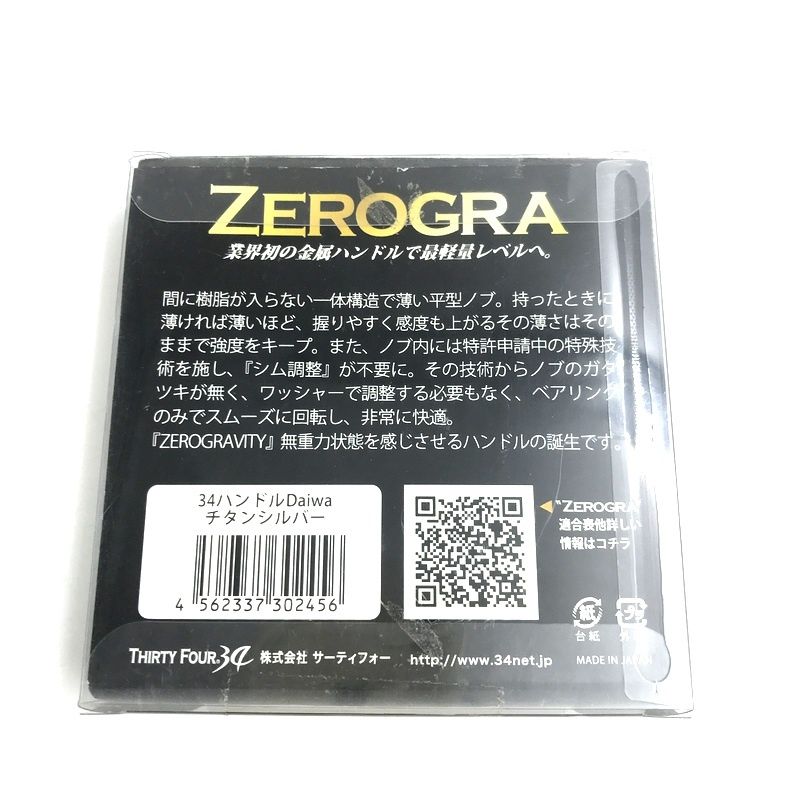 ZEROGRA
業界初の金属ハンドルで最軽量レベルへ。
間に樹脂が入らない一体構造で薄い平型ノブ。持ったときに
薄ければ薄いほど、握りやすく感度も上がるその薄さはその
ままで強度をキープ。また、ノブ内には特許申請中の特殊技
術を施し、『シム調整』が不要に。その技術からノブのガタ
ツキが無く、ワッシャーで調整する必要もなく、ベアリング
のみでスムーズに回転し、非常に快適。
『ZEROGRAVITY』無重力状態を感じさせるハンドルの誕生です。
34ハンドルDaiwa
チタンシルバー
4 562337 302456
"ZEROGRA"
適合表他詳しい
情報はコチラ
紙
台紙
プラ
THIRTY FOUR 34 株式会社 サーティフォー http://www.34net.jp MADE IN JAPAN